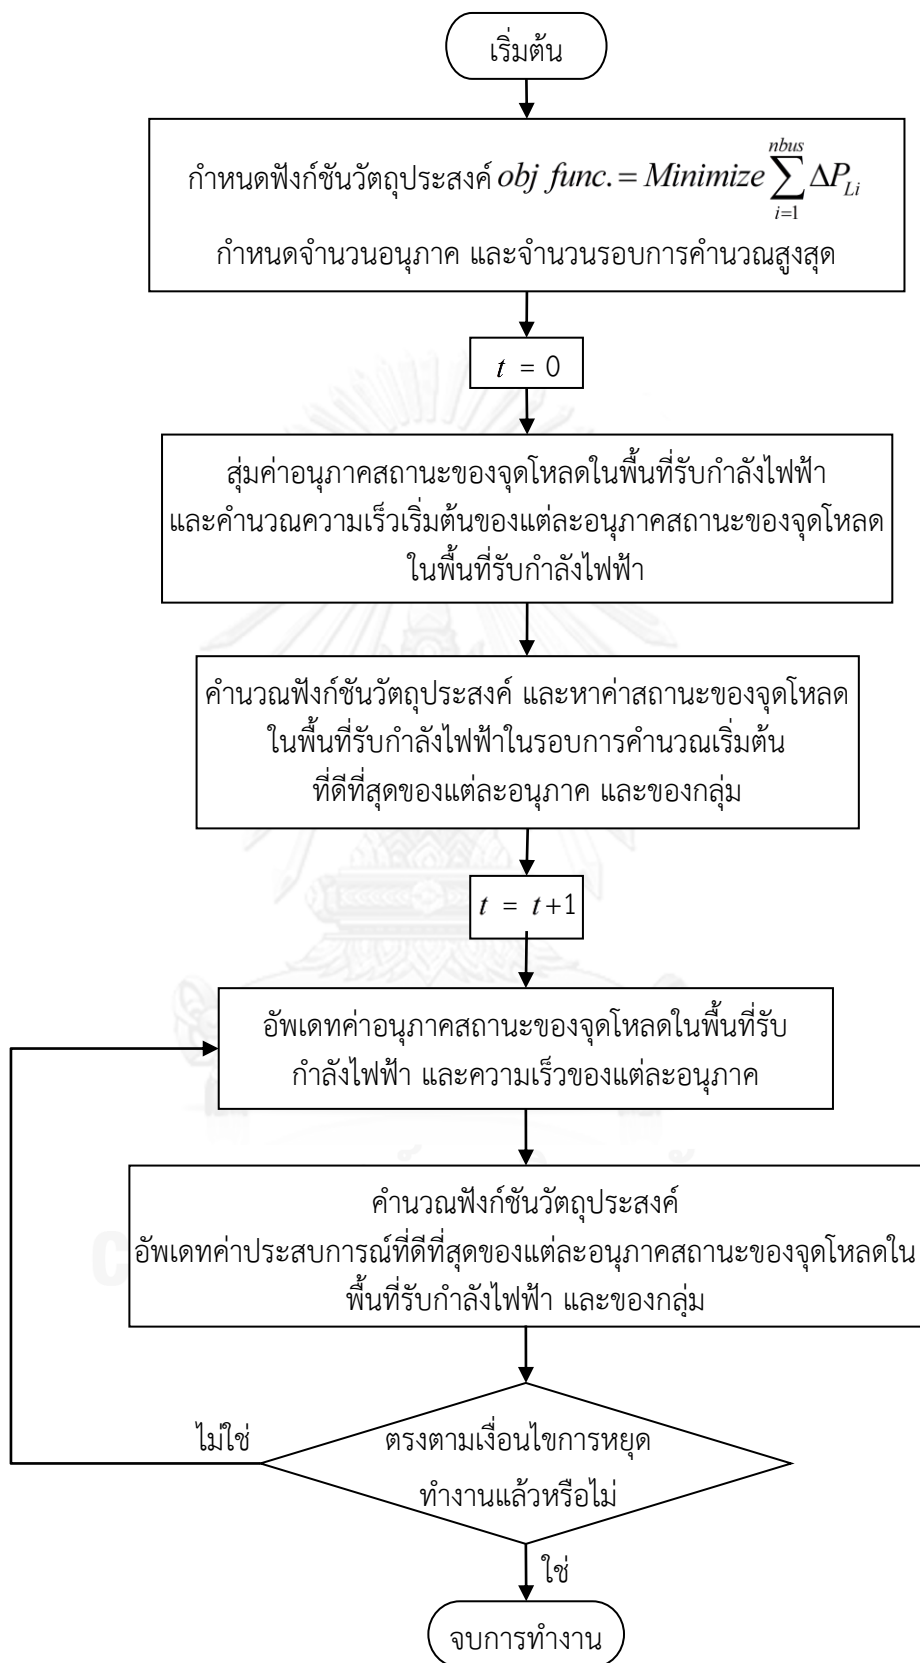 เริ่มต้น
กำหนดฟังก์ชันวัตถุประสงค์ obj func. = Minimize \sum_{i=1}^{nbus} \Delta P_{Li}
กำหนดจำนวนอนุภาค และจำนวนรอบการคำนวณสูงสุด
t = 0
สุ่มค่าอนุภาคสถานะของจุดโหลดในพื้นที่รับกำลังไฟฟ้า
และคำนวณความเร็วเริ่มต้นของแต่ละอนุภาคสถานะของจุดโหลด
ในพื้นที่รับกำลังไฟฟ้า
คำนวณฟังก์ชันวัตถุประสงค์ และหาค่าสถานะของจุดโหลด
ในพื้นที่รับกำลังไฟฟ้าในรอบการคำนวณเริ่มต้น
ที่ดีที่สุดของแต่ละอนุภาค และของกลุ่ม
t = t+1
อัพเดทค่าอนุภาคสถานะของจุดโหลดในพื้นที่รับ
กำลังไฟฟ้า และความเร็วของแต่ละอนุภาค
คำนวณฟังก์ชันวัตถุประสงค์
อัพเดทค่าประสบการณ์ที่ดีที่สุดของแต่ละอนุภาคสถานะของจุดโหลดใน
พื้นที่รับกำลังไฟฟ้า และของกลุ่ม
ไม่ใช่
ตรงตามเงื่อนไขการหยุด
ทำงานแล้วหรือไม่
ใช่
จบการทำงาน